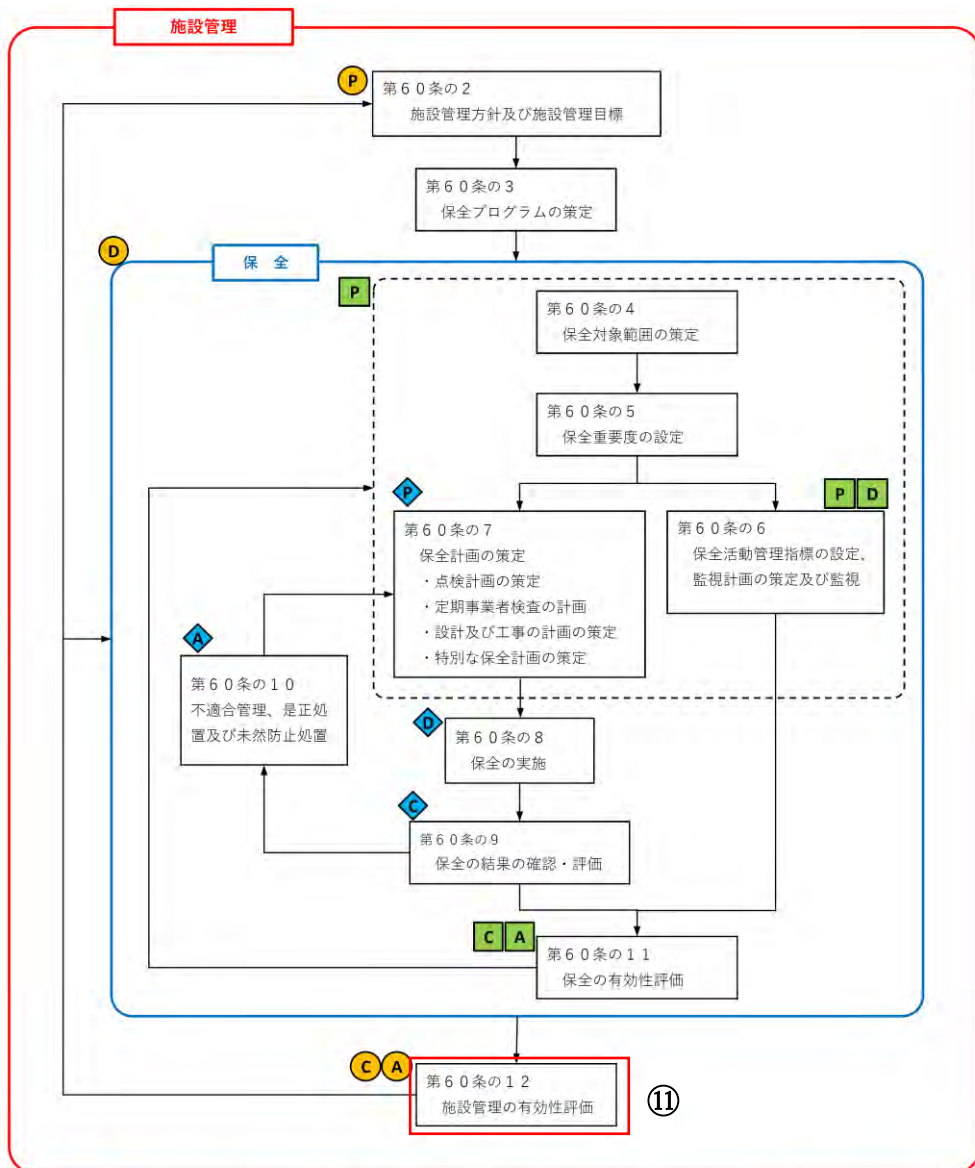 施設管理
P
第60条の2
施設管理方針及び施設管理目標
第60条の3
保全プログラムの策定
D
保 全
P
第60条の4
保全対象範囲の策定
第60条の5
保全重要度の設定
P
第60条の7
保全計画の策定
・点検計画の策定
・定期事業者検査の計画
・設計及び工事の計画の策定
・特別な保全計画の策定
P D
第60条の6
保全活動管理指標の設定、
監視計画の策定及び監視
A
第60条の10
不適合管理、是正処
置及び未然防止処置
D
第60条の8
保全の実施
C
第60条の9
保全の結果の確認・評価
C A
第60条の11
保全の有効性評価
C A
第60条の12
施設管理の有効性評価
⑪